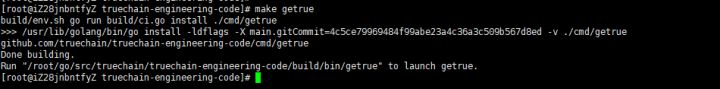 [root@iZ28jnbntfyZ truechain-engineering-code]# make getrue
build/env.sh go run build/ci.go install ./cmd/getrue
>>> /usr/lib/golang/bin/go install -ldflags -X main.gitCommit=4c5ce79969484f99abe23a4c36a3c509b567d8ed -v ./cmd/getrue
github.com/truechain/truechain-engineering-code/cmd/getrue
Done building.
Run "/root/go/src/truechain/truechain-engineering-code/build/bin/getrue" to launch getrue.
[root@iZ28jnbntfyZ truechain-engineering-code]#